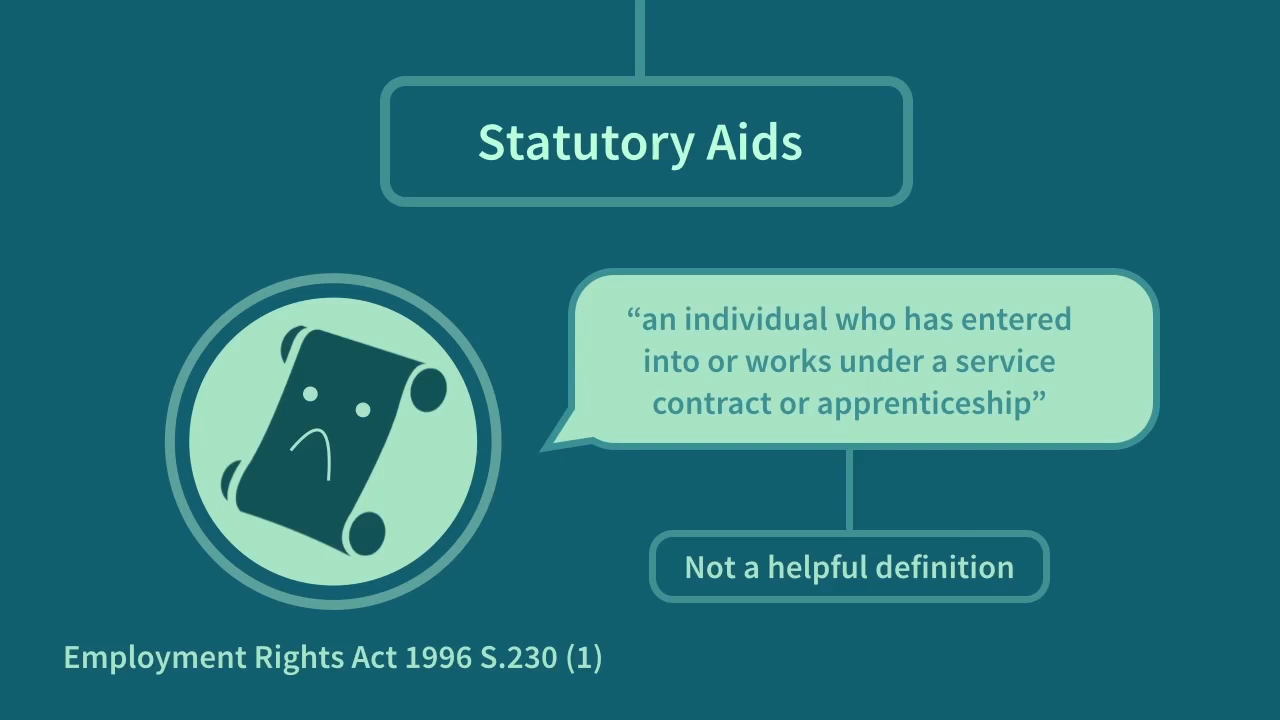 Statutory Aids
“an individual who has entered
into or works under a service
contract or apprenticeship”
Not a helpful definition
Employment Rights Act 1996 S.230 (1)